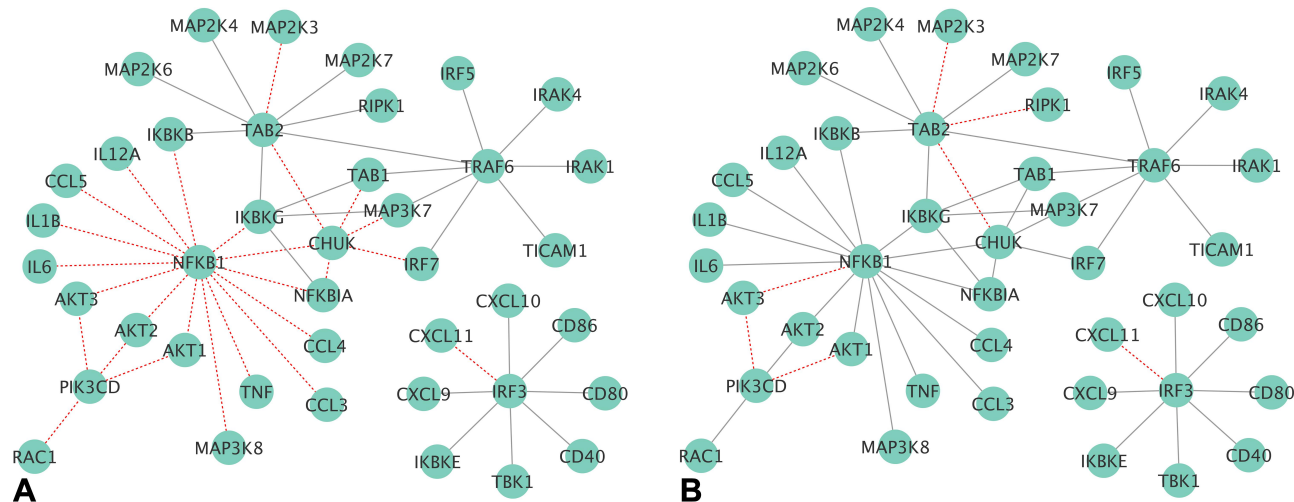 MAP2K4
MAP2K3
MAP2K6
MAP2K7
IRF5
IRAK4
RIPK1
IKBKB
TAB2
IL12A
TRAF6
IRAK1
CCL5
TAB1
IL1B
IKBKG
MAP3K7
CHUK
TICAM1
IL6
NFKB1
IRF7
AKT3
NFKBIA
CXCL10
AKT2
CD86
CXCL11
AKT1
CCL4
PIK3CD
TNF
CXCL9
IRF3
CD80
CCL3
MAP3K8
RAC1
IKBKE
CD40
TBK1
A
MAP2K4
MAP2K3
MAP2K6
MAP2K7
IRF5
IRAK4
RIPK1
IKBKB
TAB2
IL12A
TRAF6
IRAK1
CCL5
TAB1
IL1B
IKBKG
MAP3K7
CHUK
TICAM1
IL6
NFKB1
IRF7
AKT3
NFKBIA
CXCL10
AKT2
CD86
CXCL11
AKT1
CCL4
PIK3CD
TNF
CXCL9
IRF3
CD80
CCL3
MAP3K8
RAC1
IKBKE
CD40
TBK1
B